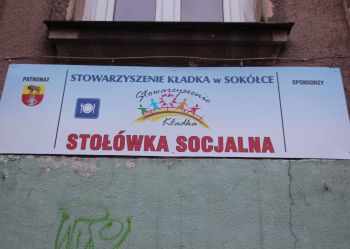 PATRONAT
STOWARZYSZENIE KŁADKA w SOKÓŁCE
SPONSORZY
Stowarzyszenie
Kładka
STOŁÓWKA SOCJALNA